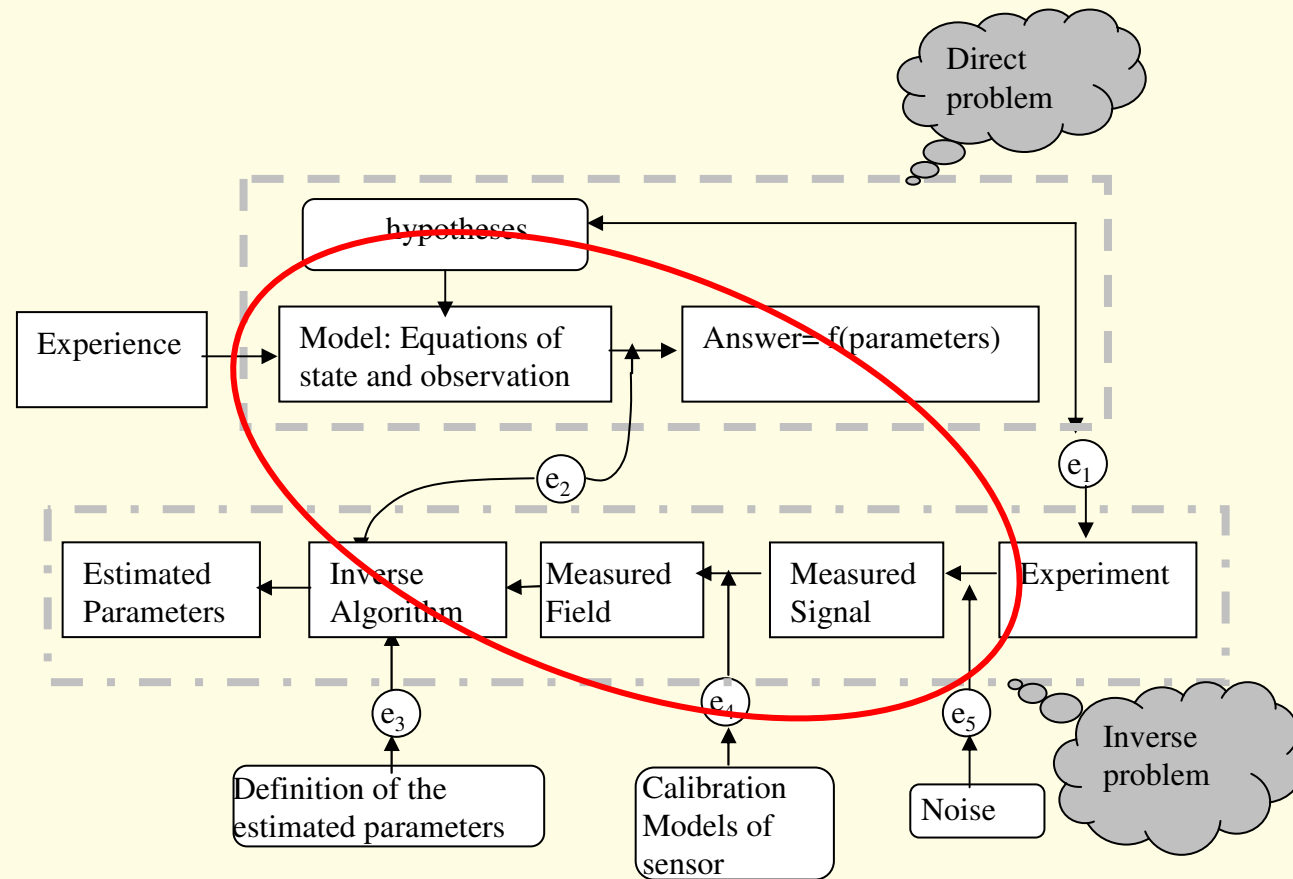 Direct
problem
hypotheses
Experience
Model: Equations of
state and observation
Answer= f(parameters)
e₂
e₁
Estimated
Parameters
Inverse
Algorithm
Measured
Field
Measured
Signal
Experiment
e₃
e₄
e₅
Inverse
problem
Definition of the
estimated parameters
Calibration
Models of
sensor
Noise